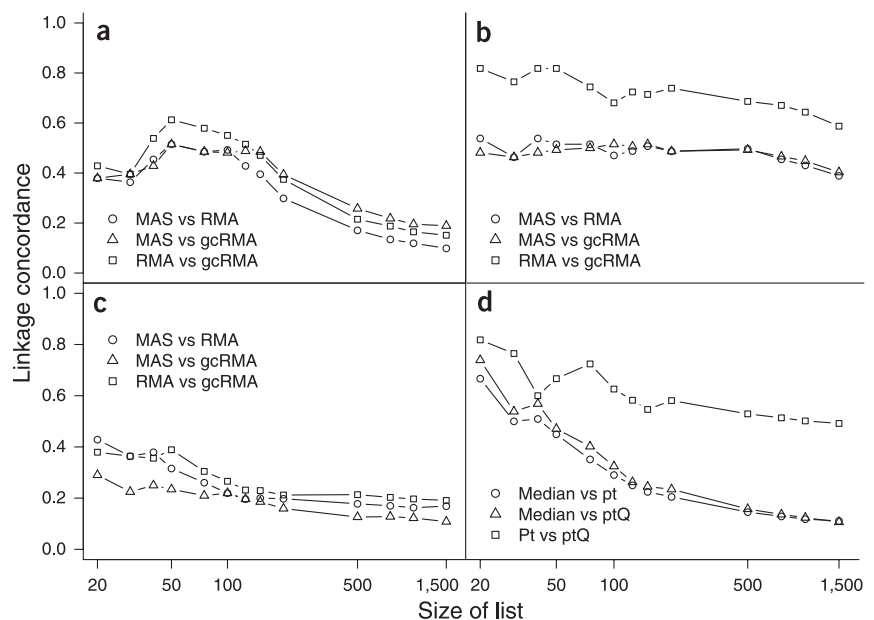 a
b
1.0
0.8
0.6
0.4
0.2
0.0
MAS vs RMA
MAS vs gcRMA
RMA vs gcRMA
MAS vs RMA
MAS vs gcRMA
RMA vs gcRMA
Linkage concordance
c
d
1.0
0.8
0.6
0.4
0.2
0.0
MAS vs RMA
MAS vs gcRMA
RMA vs gcRMA
Median vs pt
Median vs ptQ
Pt vs ptQ
20 50 100 500 1,500
20 50 100 500 1,500
Size of list